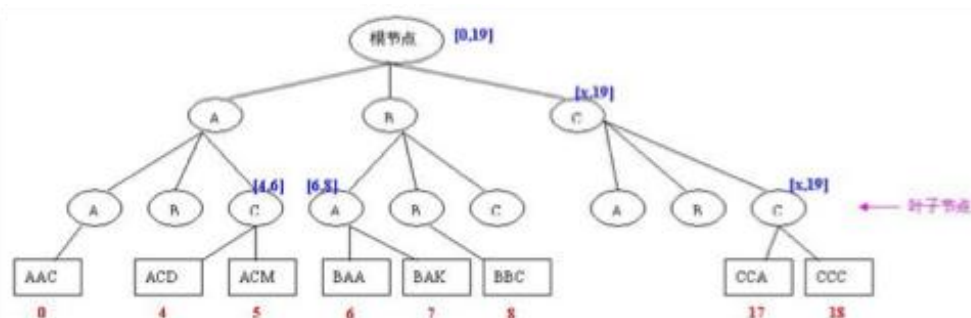 根节点 [0,19]
[x,19]
A B C
[4,6] [6,8] [x,19]
A B C A B C A B C 叶子节点
AAC ACD ACM BAA BAK BBC CCA CCC
0 4 5 6 7 8 17 18